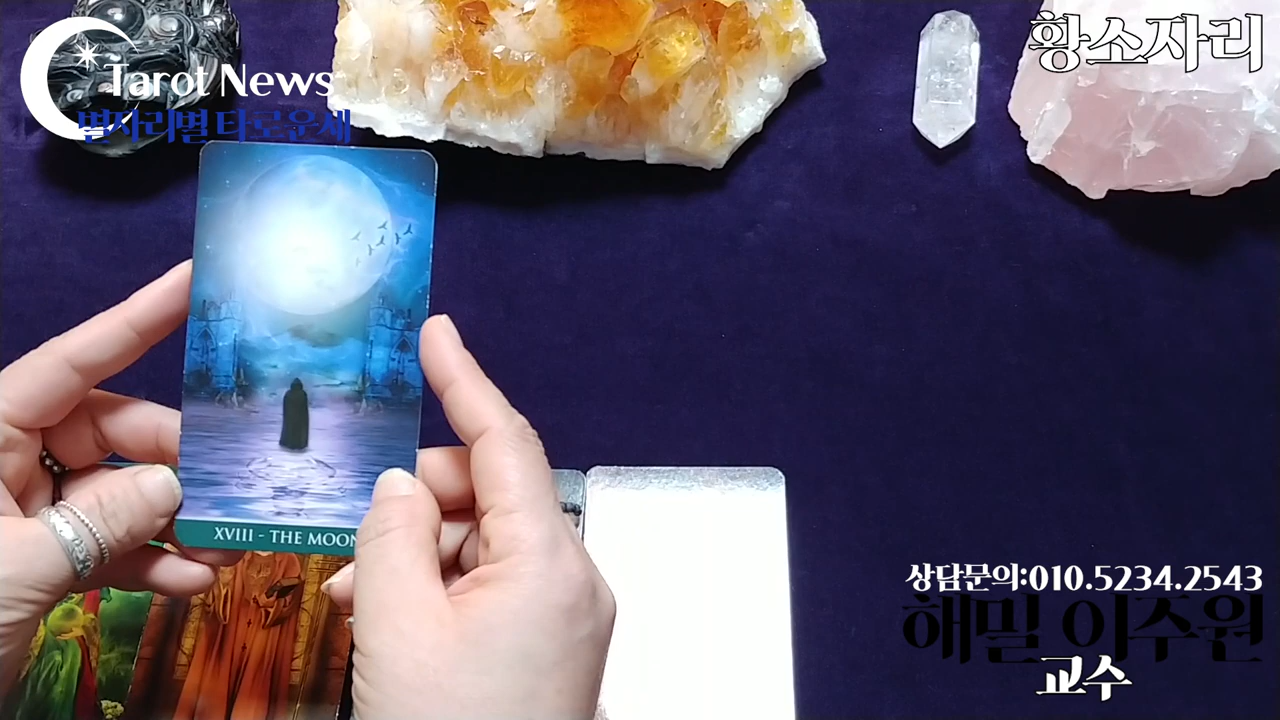 Tarot News
별자리별 타로운세
황소자리
XVIII - THE MOON
상담문의:010.5234.2543
해밀 이주원
교수